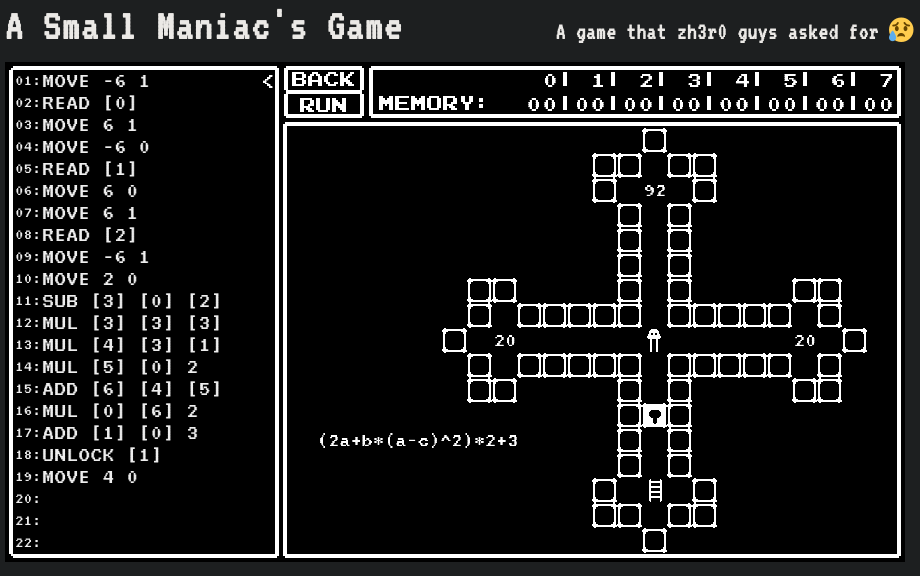 A Small Maniac's Game
A game that zh3r0 guys asked for 😥
01:MOVE -6 1 <
02:READ [0]
03:MOVE 6 1
04:MOVE -6 0
05:READ [1]
06:MOVE 6 0
07:MOVE 6 1
08:READ [2]
09:MOVE -6 1
10:MOVE 2 0
11:SUB [3] [0] [2]
12:MUL [3] [3] [3]
13:MUL [4] [3] [1]
14:MUL [5] [0] 2
15:ADD [6] [4] [5]
16:MUL [0] [6] 2
17:ADD [1] [0] 3
18:UNLOCK [1]
19:MOVE 4 0
20:
21:
22:
BACK
RUN
0| 1| 2| 3| 4| 5| 6| 7
MEMORY: 00|00|00|00|00|00|00|00
92
20 20
(2a+b*(a-c)^2)*2+3